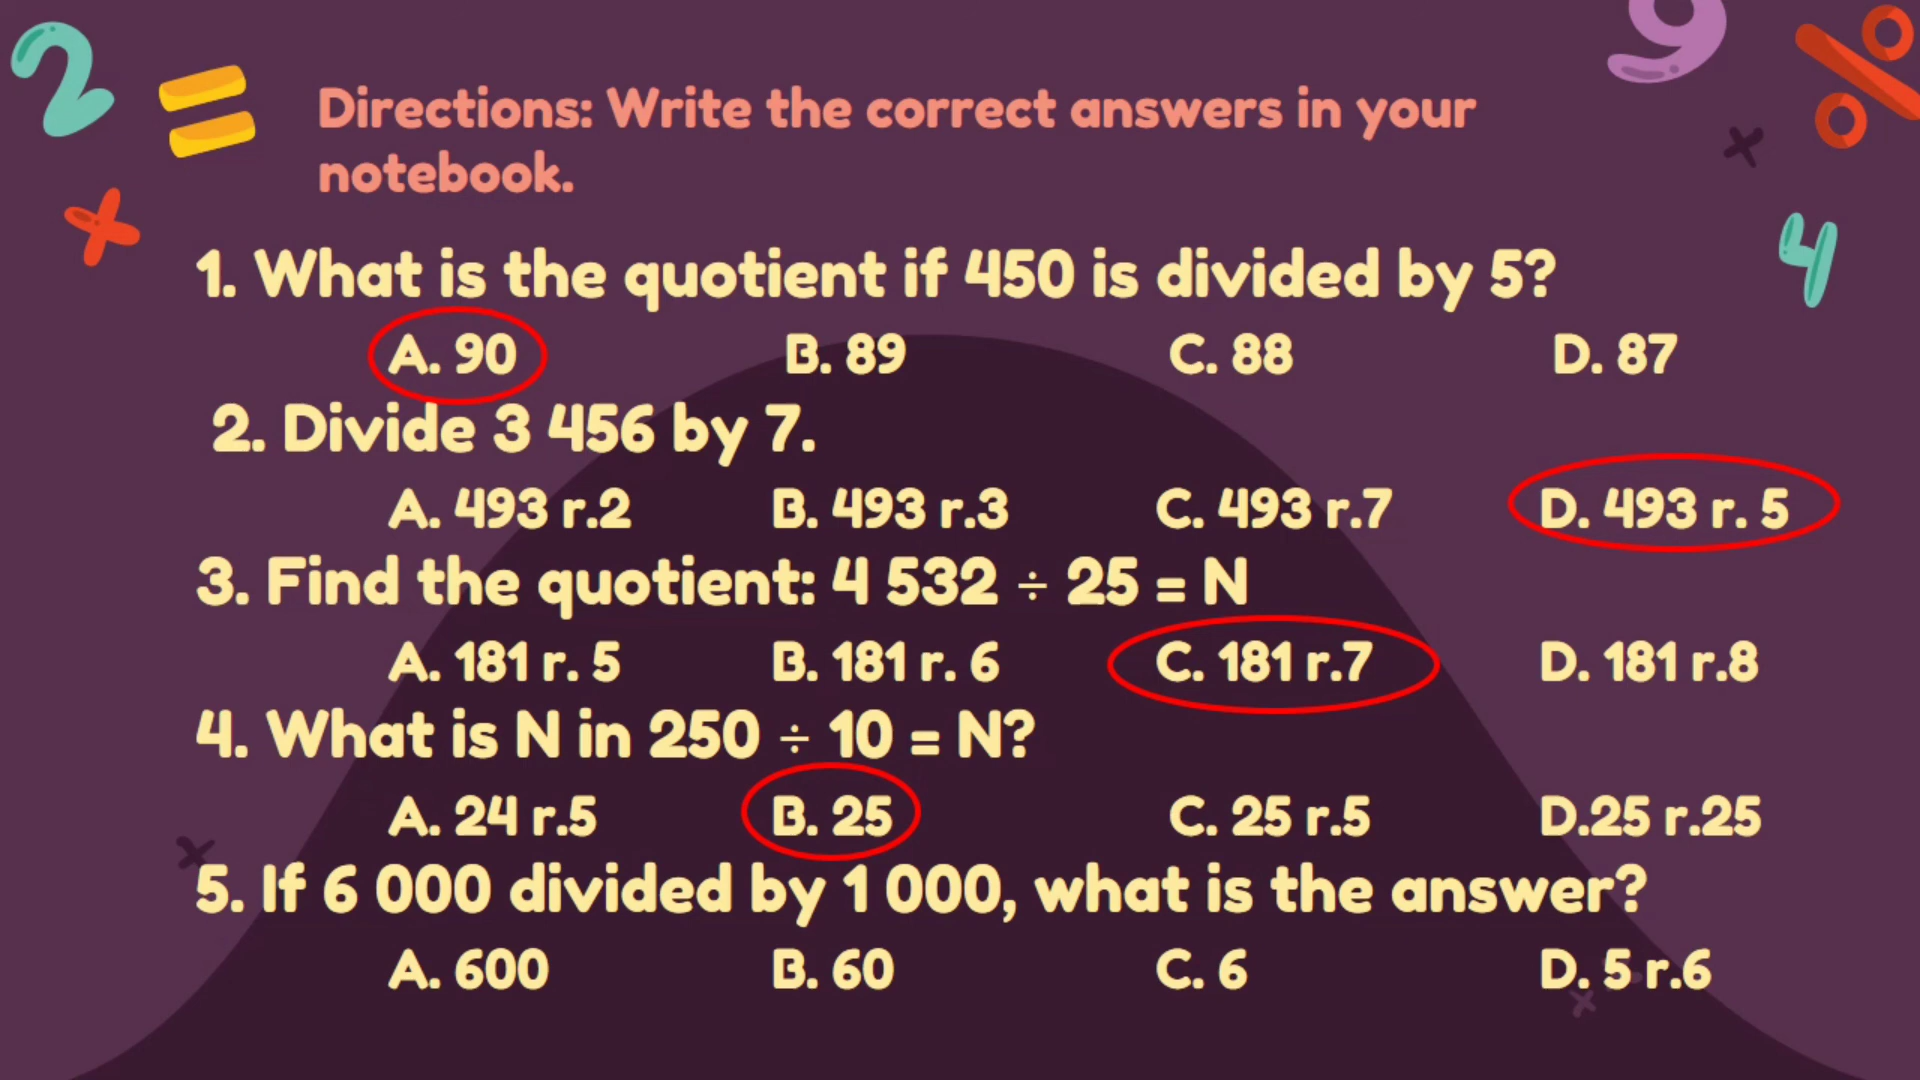 Directions: Write the correct answers in your
notebook.
1. What is the quotient if 450 is divided by 5?
A. 90 B. 89 C. 88 D. 87
2. Divide 3 456 by 7.
A. 493 r.2 B. 493 r.3 C. 493 r.7 D. 493 r. 5
3. Find the quotient: 4 532 ÷ 25 = N
A. 181 r. 5 B. 181 r. 6 C. 181 r.7 D. 181 r.8
4. What is N in 250 ÷ 10 = N?
A. 24 r.5 B. 25 C. 25 r.5 D.25 r.25
5. If 6 000 divided by 1 000, what is the answer?
A. 600 B. 60 C. 6 D. 5 r.6